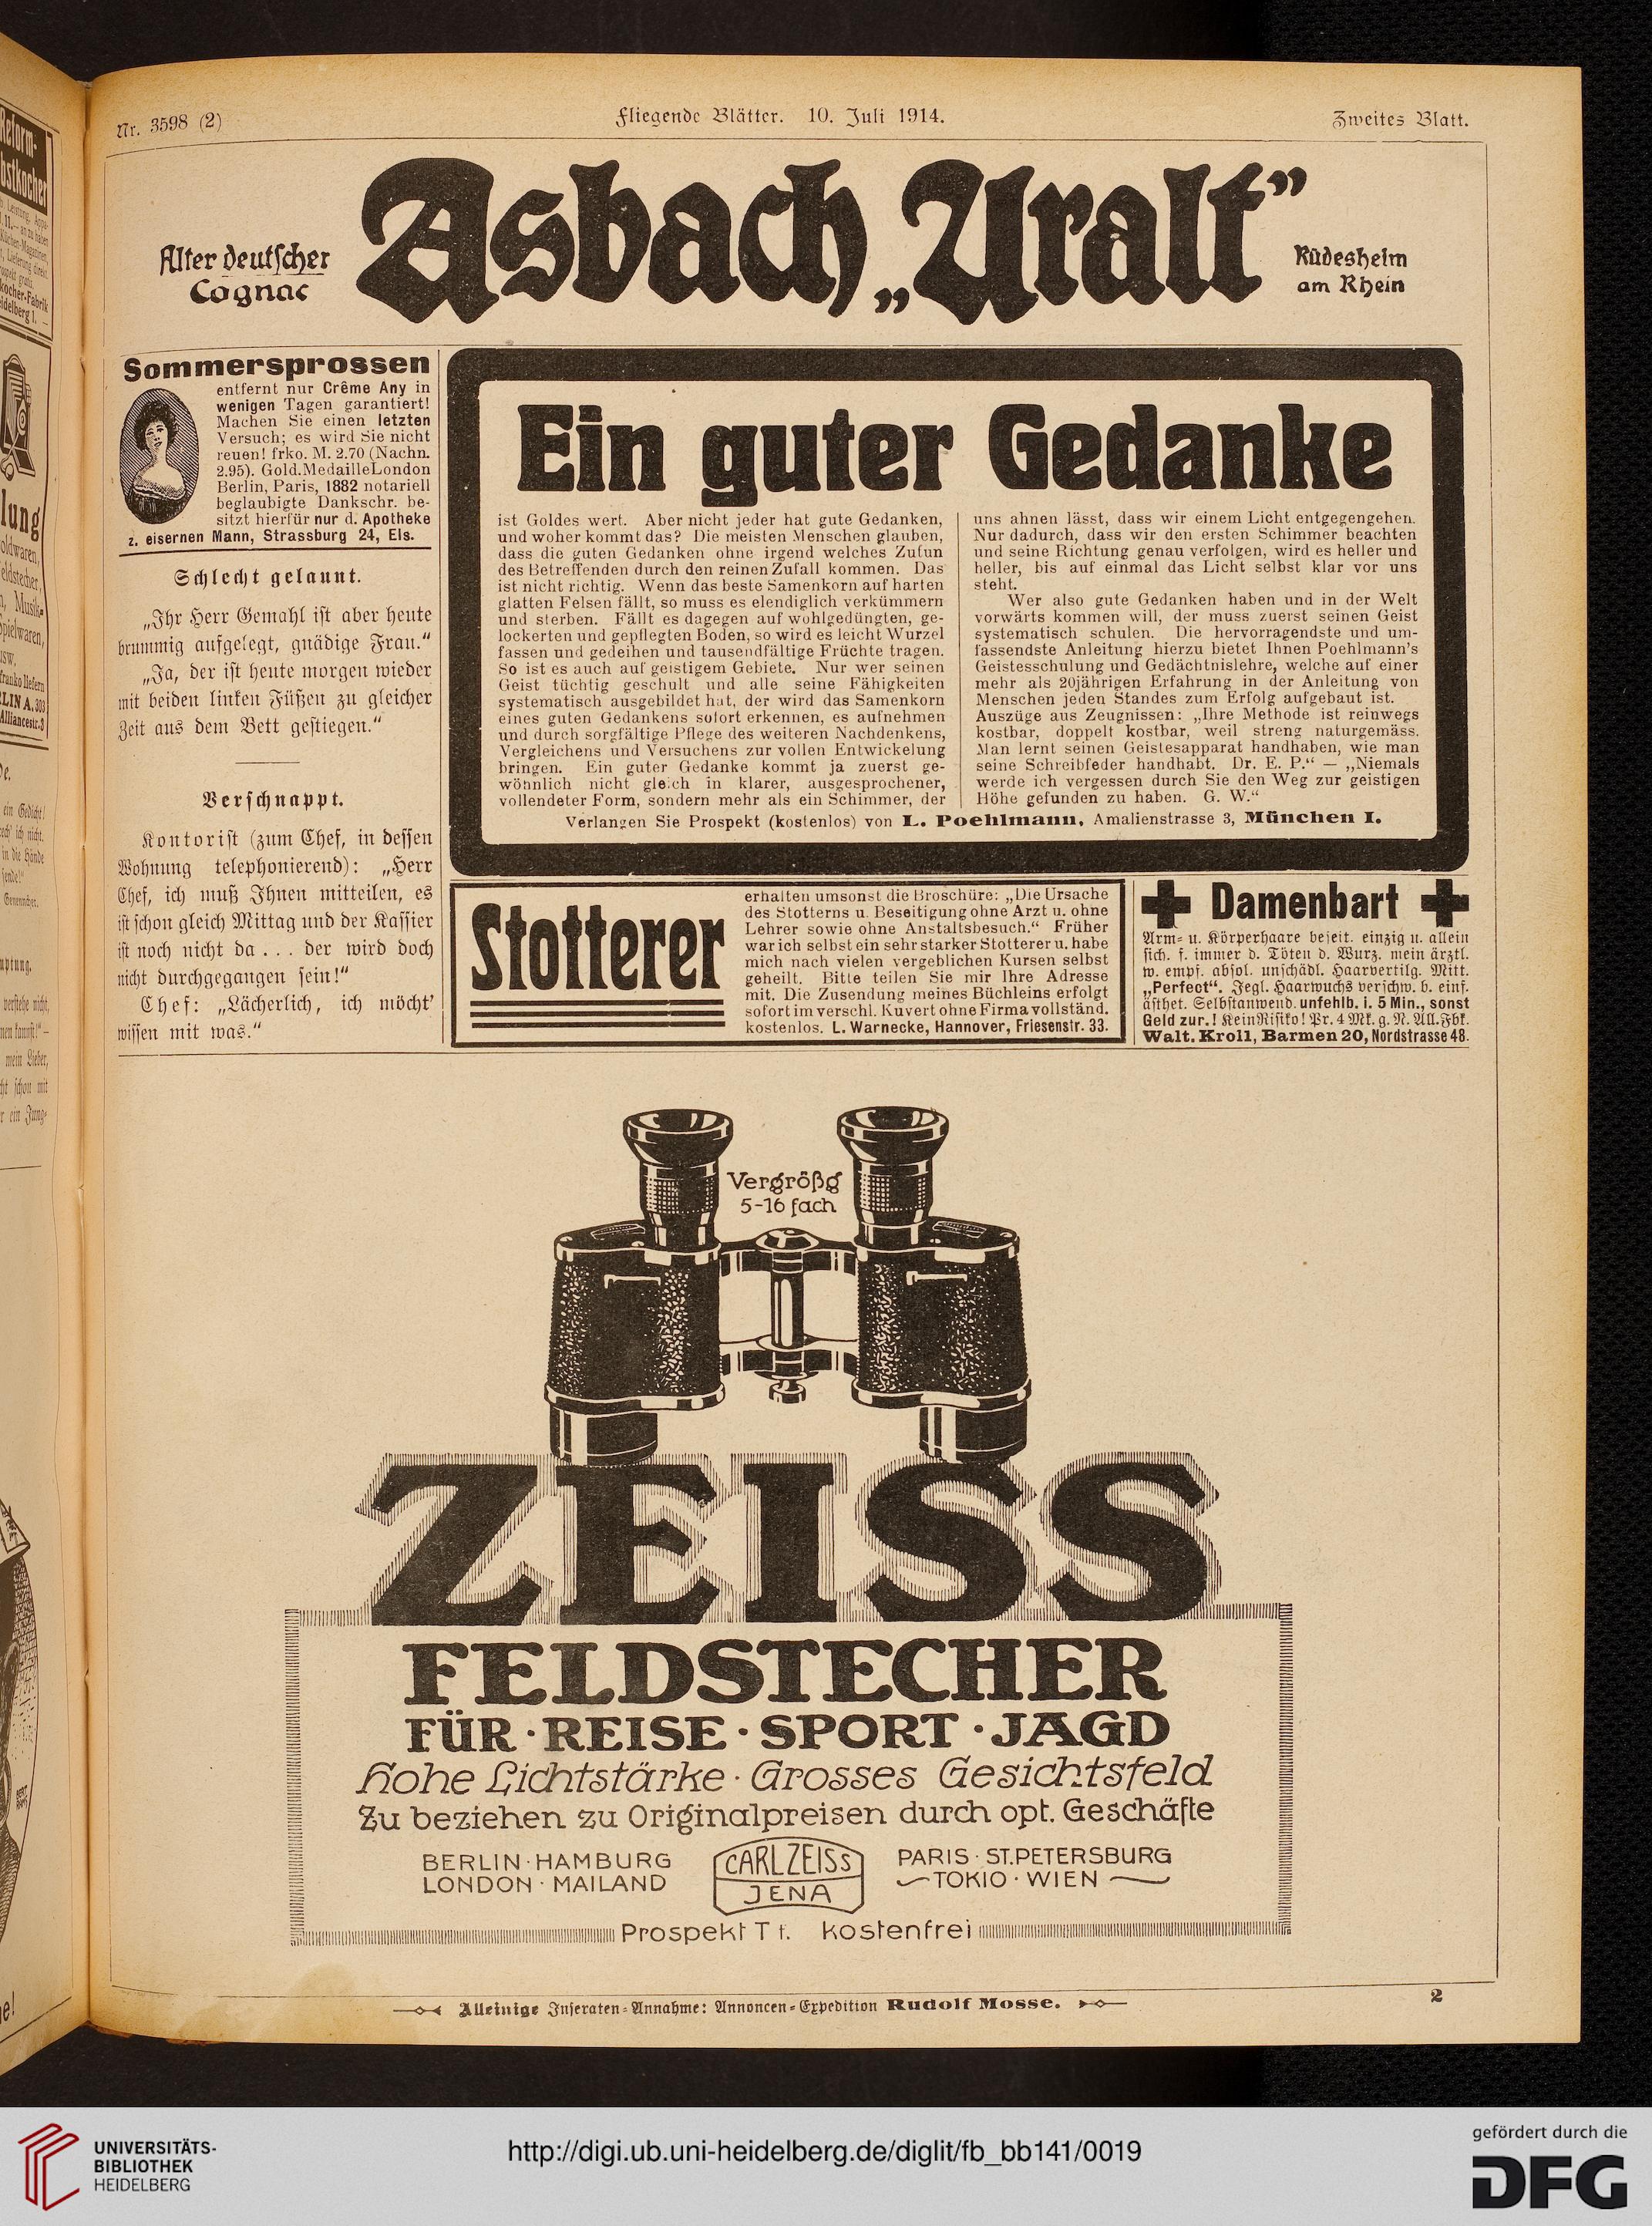 Nr. 3598 (2)
Fliegende Blätter. 10. Juli 1914.
Zweites Blatt.
Alter deutscher
Cognac
Asbach „Uralt”
Rüdesheim
am Rhein
Sommersprossen
entfernt nur Crême Any in
wenigen Tagen garantiert!
Machen Sie einen letzten
Versuch; es wird Sie nicht
reuen! frko. M. 2.70 (Nachn.
2.95). Gold.MedailleLondon
Berlin, Paris, 1882 notariell
beglaubigte Dankschr. be-
sitzt hierfür nur d. Apotheke
z. eisernen Mann, Strassburg 24, Els.
Schlecht gelaunt.
„Ihr Herr Gemahl ist aber heute
brummig aufgelegt, gnädige Frau.“
„Ja, der ist heute morgen wieder
mit beiden linken Füßen zu gleicher
Zeit aus dem Bett gestiegen.“
Verschnappt.
Kontorist (zum Chef, in dessen
Wohnung telephonierend): „Herr
Chef, ich muß Ihnen mitteilen, es
ist schon gleich Mittag und der Kassier
ist noch nicht da . . . der wird doch
nicht durchgegangen sein!“
Chef: „Lächerlich, ich möcht’
wissen mit was.“
Ein guter Gedanke
ist Goldes wert. Aber nicht jeder hat gute Gedanken,
und woher kommt das? Die meisten Menschen glauben,
dass die guten Gedanken ohne irgend welches Zutun
des Betreffenden durch den reinen Zufall kommen. Das
ist nicht richtig. Wenn das beste Samenkorn auf harten
glatten Felsen fällt, so muss es elendiglich verkümmern
und sterben. Fällt es dagegen auf wohlgedüngten, ge-
lockerten und gepflegten Boden, so wird es leicht Wurzel
fassen und gedeihen und tausendfältige Früchte tragen.
So ist es auch auf geistigem Gebiete. Nur wer seinen
Geist tüchtig geschult und alle seine Fähigkeiten
systematisch ausgebildet hat, der wird das Samenkorn
eines guten Gedankens sofort erkennen, es aufnehmen
und durch sorgfältige Pflege des weiteren Nachdenkens,
Vergleichens und Versuchens zur vollen Entwickelung
bringen. Ein guter Gedanke kommt ja zuerst ge-
wöhnlich nicht gleich in klarer, ausgesprochener,
vollendeter Form, sondern mehr als ein Schimmer, der
uns ahnen lässt, dass wir einem Licht entgegengehen.
Nur dadurch, dass wir den ersten Schimmer beachten
und seine Richtung genau verfolgen, wird es heller und
heller, bis auf einmal das Licht selbst klar vor uns
steht.
Wer also gute Gedanken haben und in der Welt
vorwärts kommen will, der muss zuerst seinen Geist
systematisch schulen. Die hervorragendste und um-
fassendste Anleitung hierzu bietet Ihnen Poehlmann’s
Geistesschulung und Gedächtnislehre, welche auf einer
mehr als 20jährigen Erfahrung in der Anleitung von
Menschen jeden Standes zum Erfolg aufgebaut ist.
Auszüge aus Zeugnissen: „Ihre Methode ist reinwegs
kostbar, doppelt kostbar, weil streng naturgemäss.
Man lernt seinen Geistesapparat handhaben, wie man
seine Schreibfeder handhabt. Dr. E. P.“ — „Niemals
werde ich vergessen durch Sie den Weg zur geistigen
Höhe gefunden zu haben. G. W.“
Verlangen Sie Prospekt (kostenlos) von L. Poehlmann, Amalienstrasse 3, München I.
Stotterer
erhalten umsonst die Broschüre: „Die Ursache
des Stotterns u. Beseitigung ohne Arzt u. ohne
Lehrer sowie ohne Anstaltsbesuch.“ Früher
war ich selbst ein sehr starker Stotterer u. habe
mich nach vielen vergeblichen Kursen selbst
geheilt. Bitte teilen Sie mir Ihre Adresse
mit. Die Zusendung meines Büchleins erfolgt
sofort im verschl. Kuvert ohne Firma vollständ.
kostenlos. L. Warnecke, Hannover, Friesenstr. 33.
Damenbart
Arm- u. Körperhaare beseit. einzig u. allein
sich. f. immer d. Töten d. Wurz. mein ärztl.
w. empf. absol. unschädl. Haarvertilg. Mitt.
„Perfect“. Jegl. Haarwuchs verschw. b. einf.
ästhet. Selbstanwend. unfehlb. i. 5 Min., sonst
Geld zur.! Kein Risiko! Pr. 4 Mk. g. N. All. Fbk.
Walt. Kroll, Barmen 20, Nordstrasse 48.
Vergrößg
5-16 fach
ZEISS
FELDSTECHER
FÜR · REISE · SPORT · JAGD
Hohe Lichtstärke · Grosses Gesichtsfeld
Zu beziehen zu Originalpreisen durch opt. Geschäfte
BERLIN · HAMBURG
LONDON · MAILAND
CARL ZEISS
JENA
PARIS · ST. PETERSBURG
TOKIO · WIEN
Prospekt T f. kostenfrei
Alleinige Inseraten-Annahme: Annoncen-Expedition Rudolf Mosse.
2
UNIVERSITÄTS-
BIBLIOTHEK
HEIDELBERG
http://digi.ub.uni-heidelberg.de/diglit/fb_bb141/0019
gefördert durch die
DFG